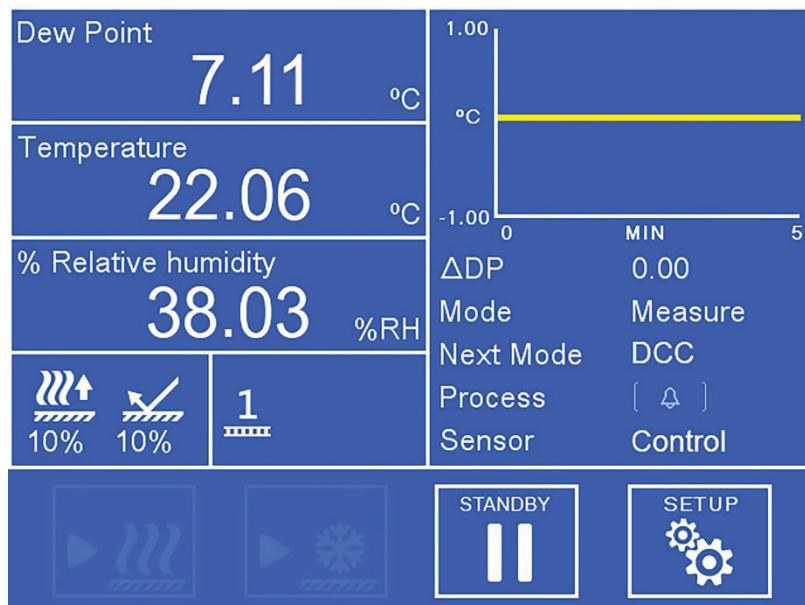 Dew Point
7.11 ºC
Temperature
22.06 ºC
% Relative humidity
38.03 %RH
10% 10%
1
1.00
ºC
-1.00
0 MIN 5
ΔDP 0.00
Mode Measure
Next Mode DCC
Process
Sensor Control
STANDBY
SETUP